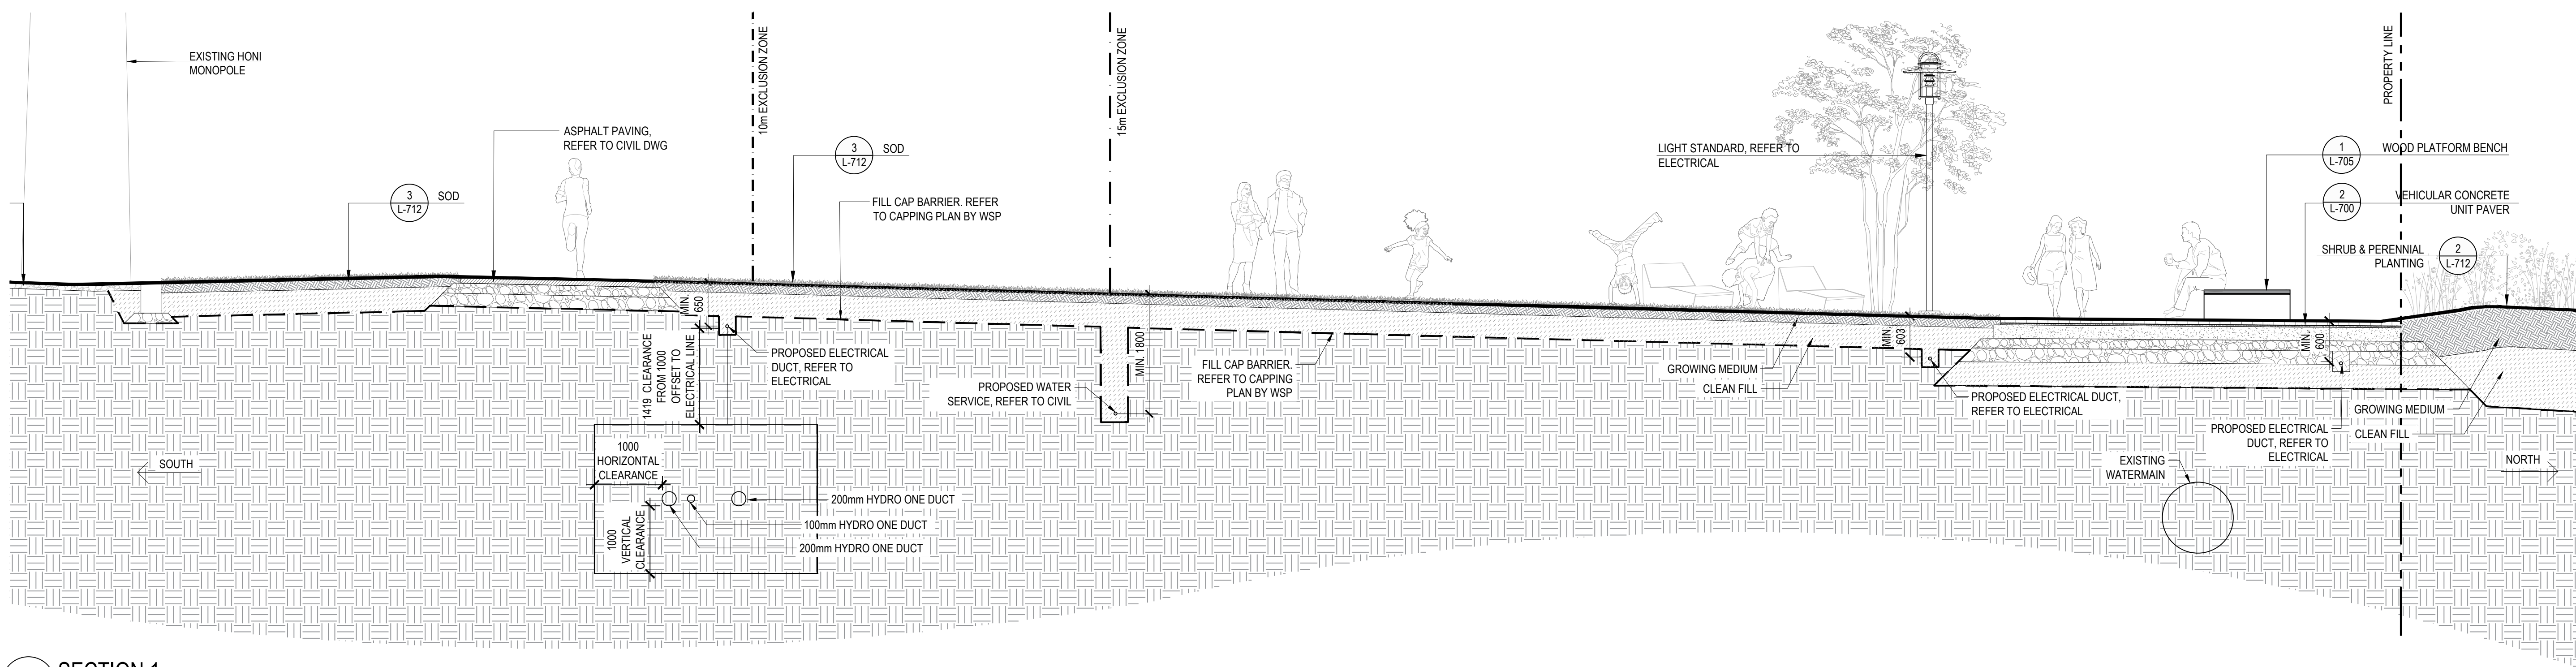 EXISTING HONI
MONOPOLE
ASPHALT PAVING,
REFER TO CIVIL DWG
3
L-712
SOD
10m EXCLUSION ZONE
3
L-712
SOD
FILL CAP BARRIER. REFER
TO CAPPING PLAN BY WSP
15m EXCLUSION ZONE
LIGHT STANDARD, REFER TO
ELECTRICAL
PROPERTY LINE
1
L-705
WOOD PLATFORM BENCH
2
L-700
VEHICULAR CONCRETE
UNIT PAVER
SHRUB & PERENNIAL
PLANTING
2
L-712
MIN.
650
1419 CLEARANCE
FROM 1000
OFFSET TO
ELECTRICAL LINE
PROPOSED ELECTRICAL
DUCT, REFER TO
ELECTRICAL
PROPOSED WATER
SERVICE, REFER TO CIVIL
MIN. 1800
FILL CAP BARRIER.
REFER TO CAPPING
PLAN BY WSP
GROWING MEDIUM
CLEAN FILL
MIN.
603
PROPOSED ELECTRICAL DUCT,
REFER TO ELECTRICAL
MIN.
600
GROWING MEDIUM
CLEAN FILL
PROPOSED ELECTRICAL
DUCT, REFER TO
ELECTRICAL
EXISTING
WATERMAIN
SOUTH
NORTH
1000
HORIZONTAL
CLEARANCE
1000
VERTICAL
CLEARANCE
200mm HYDRO ONE DUCT
100mm HYDRO ONE DUCT
200mm HYDRO ONE DUCT
SECTION 1